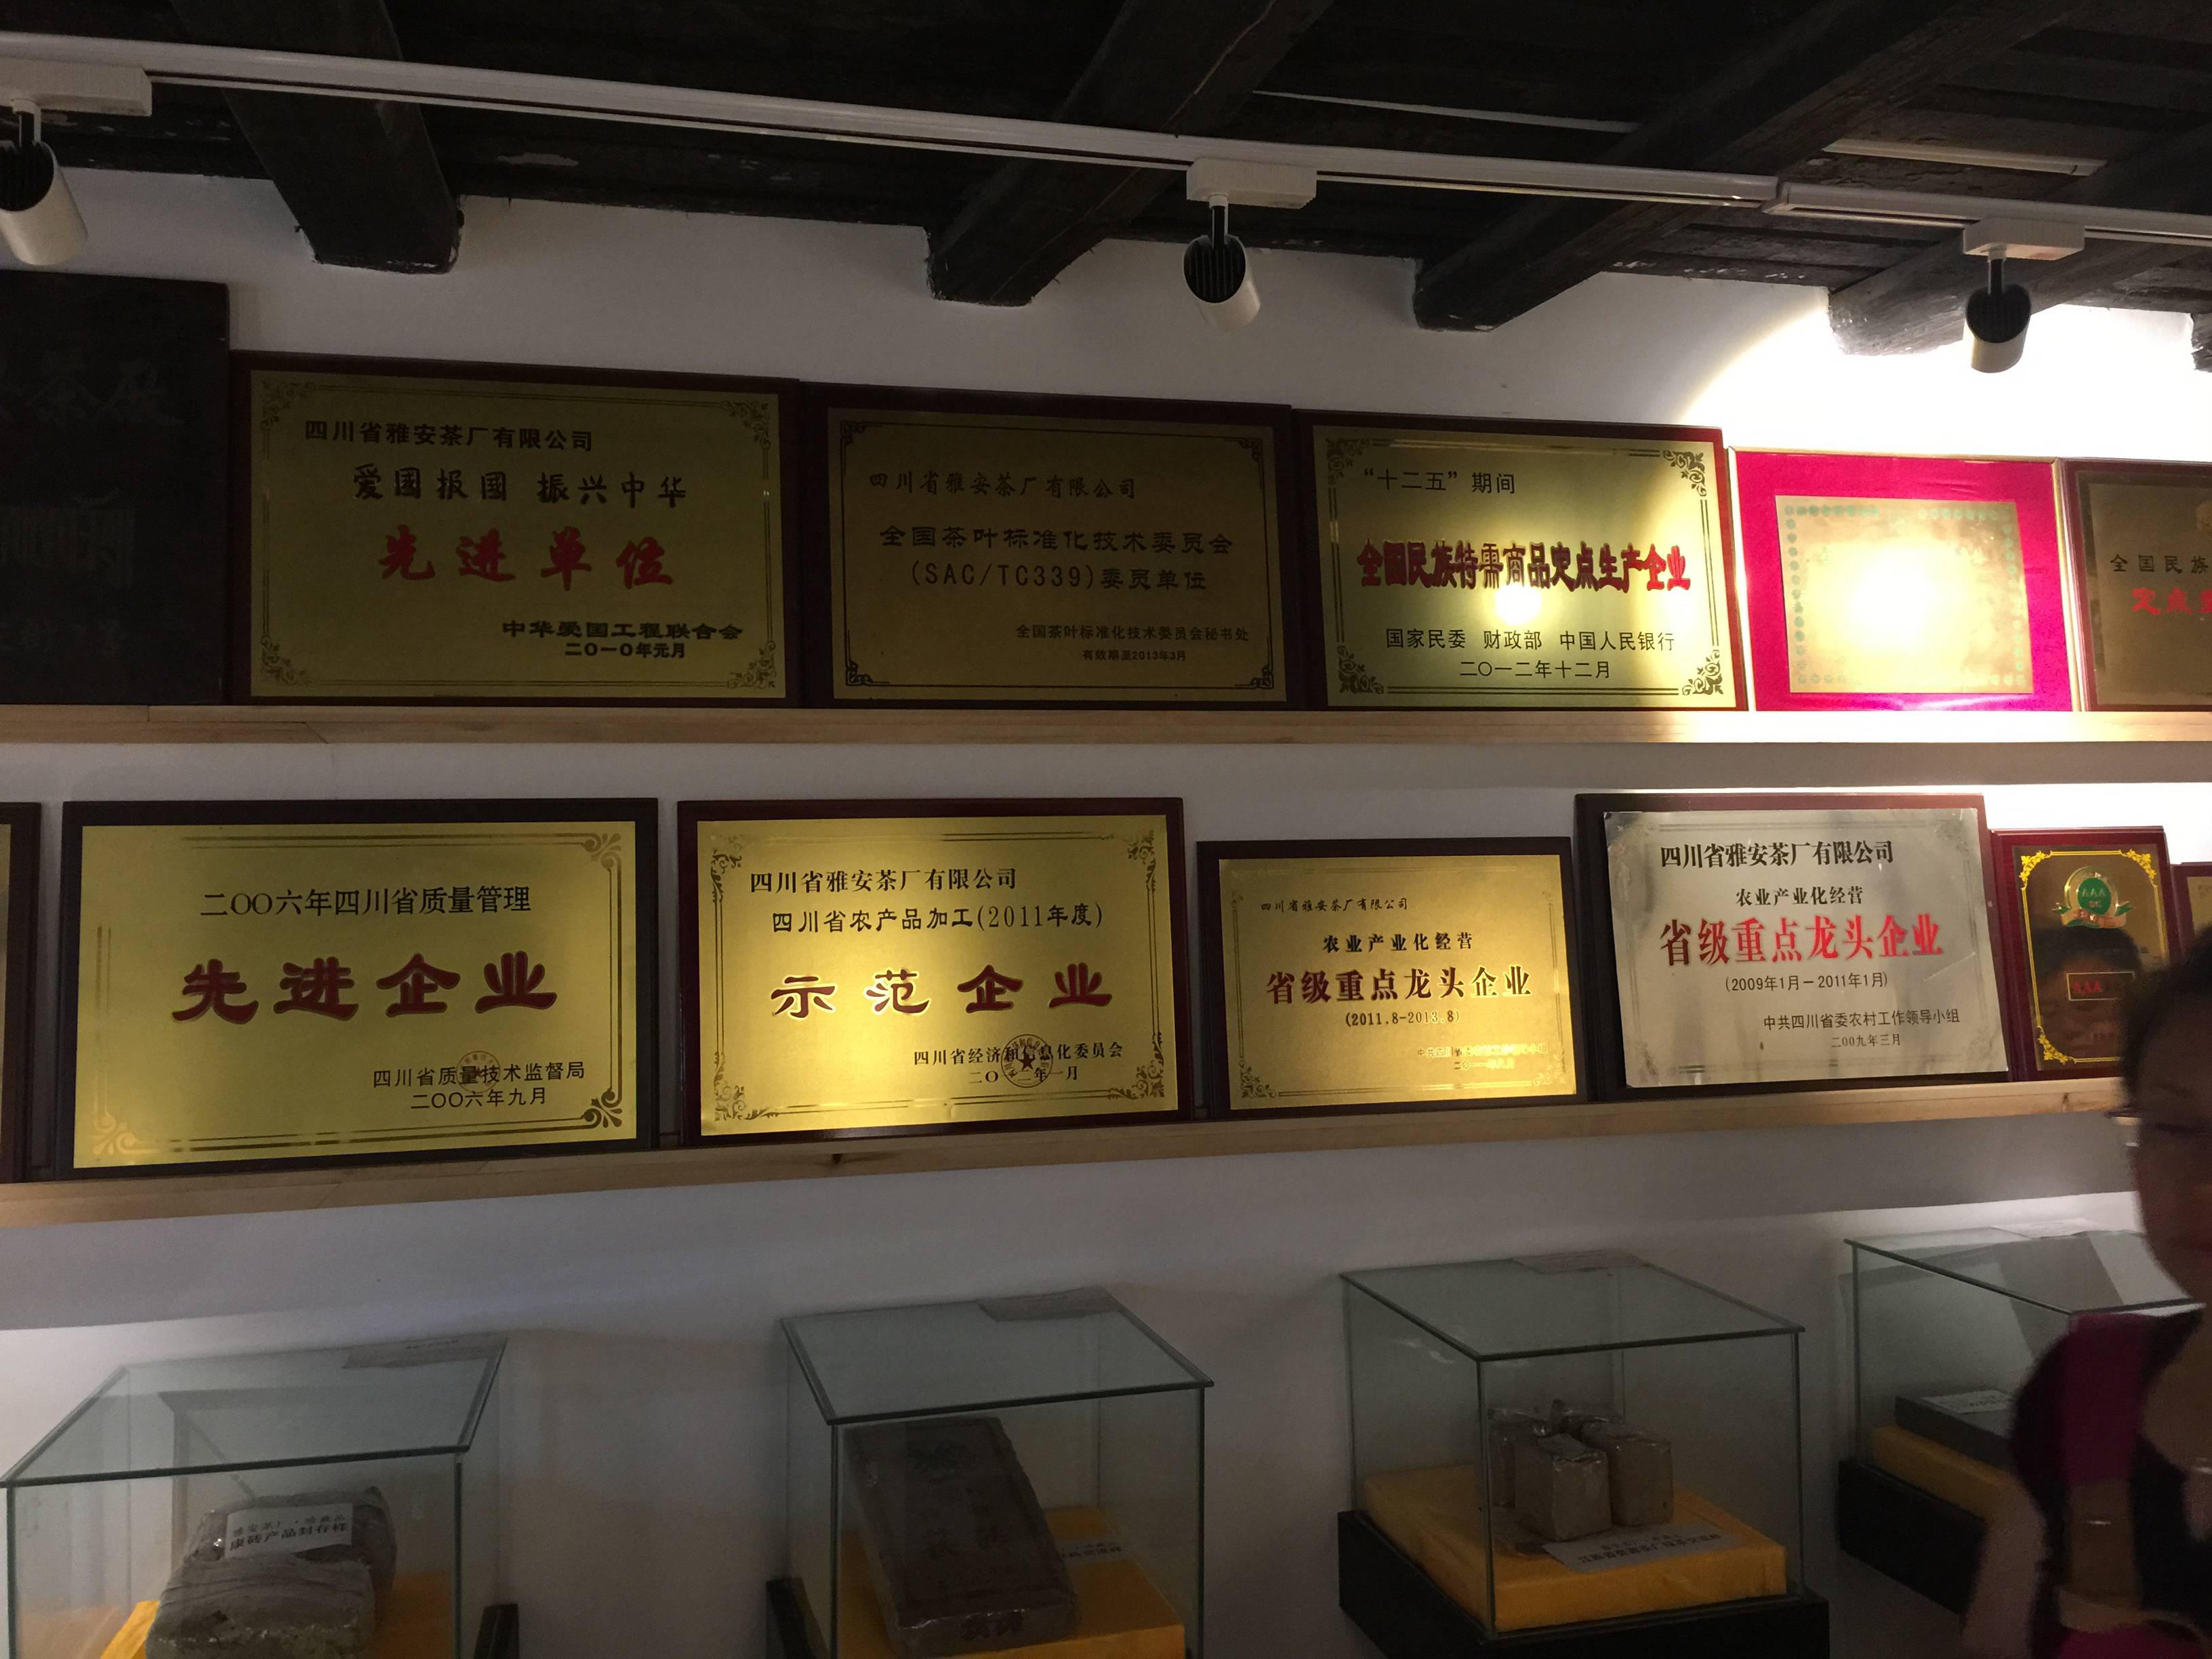 四川省雅安茶厂有限公司
爱国报国 振兴中华
先进单位
中华爱国工程联合会
二〇一〇年元月
四川省雅安茶厂有限公司
全国茶叶标准化技术委员会
(SAC/TC339)委员单位
全国茶叶标准化技术委员会秘书处
有效期至2013年3月
“十二五”期间
全国民族特需商品定点生产企业
国家民委 财政部 中国人民银行
二〇一二年十二月
全国民族
定点
二〇〇六年四川省质量管理
先进企业
四川省质量技术监督局
二〇〇六年九月
四川省雅安茶厂有限公司
四川省农产品加工(2011年度)
示范企业
四川省经济和信息化委员会
二〇一二年一月
四川省雅安茶厂有限公司
农业产业化经营
省级重点龙头企业
(2011.8-2013.8)
四川省雅安茶厂有限公司
农业产业化经营
省级重点龙头企业
(2009年1月-2011年1月)
中共四川省委农村工作领导小组
二〇〇九年三月
AAA
AAA